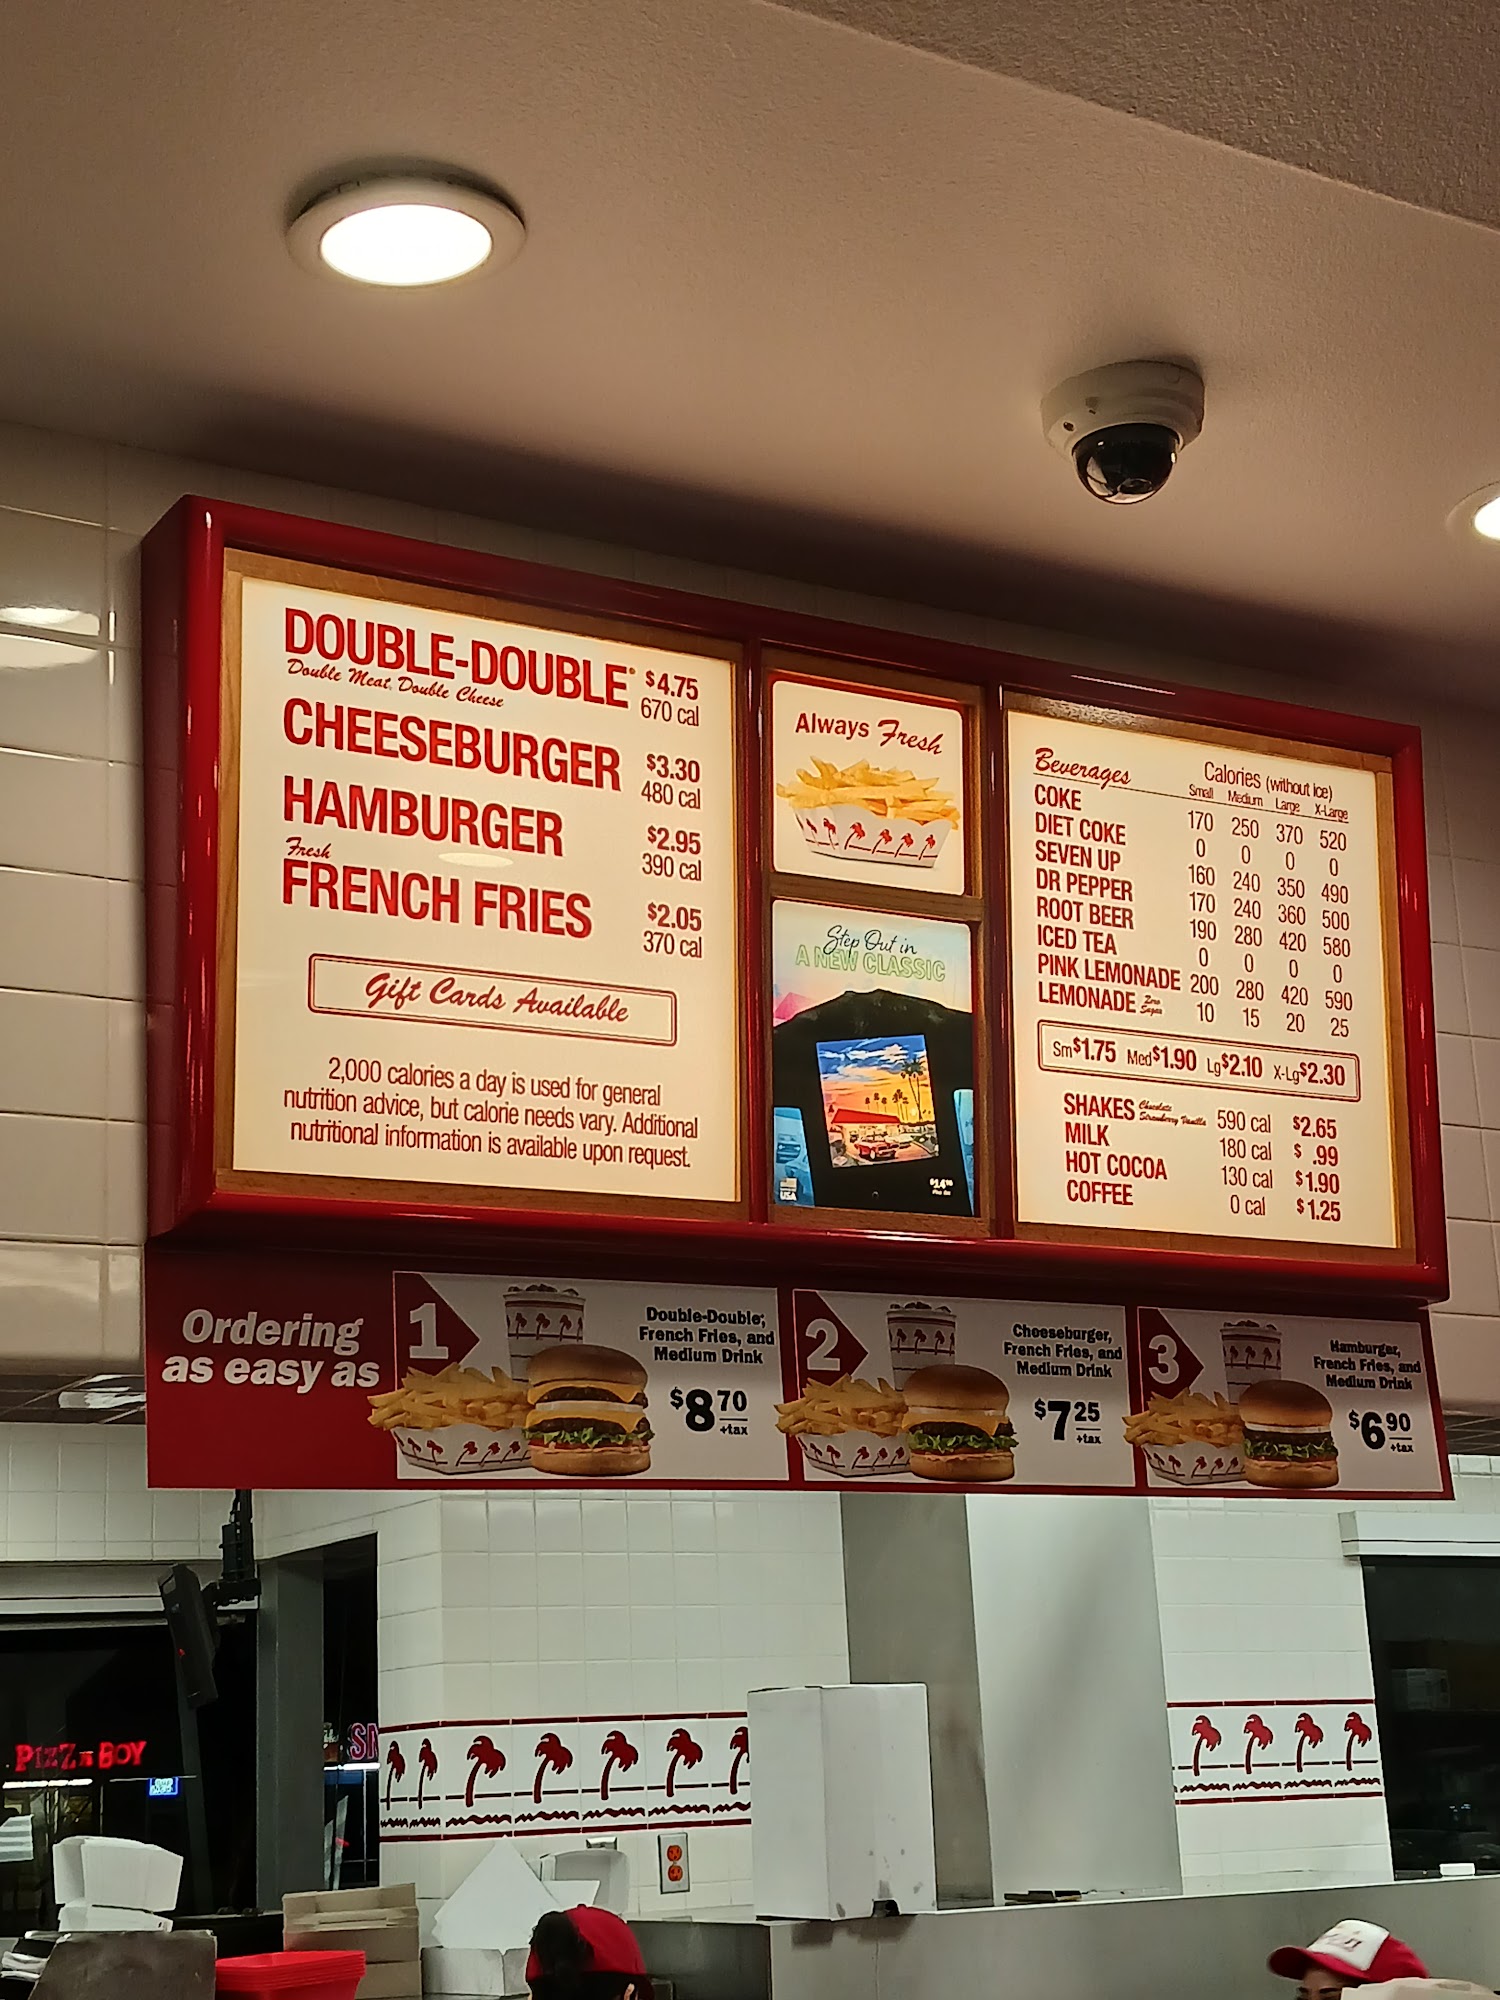 DOUBLE-DOUBLE® $4.75
Double Meat, Double Cheese 670 cal
CHEESEBURGER $3.30
480 cal
HAMBURGER $2.95
390 cal
Fresh
FRENCH FRIES $2.05
370 cal
Gift Cards Available
2,000 calories a day is used for general
nutrition advice, but calorie needs vary. Additional
nutritional information is available upon request.
Always Fresh
Step Out in
A NEW CLASSIC
USA
Beverages Calories (without ice)
Small Medium Large X-Large
COKE 170 250 370 520
DIET COKE 0 0 0 0
SEVEN UP 160 240 350 490
DR PEPPER 170 240 360 500
ROOT BEER 190 280 420 580
ICED TEA 0 0 0 0
PINK LEMONADE 200 280 420 590
LEMONADE Zero Sugar 10 15 20 25
Sm$1.75 Med$1.90 Lg$2.10 X-Lg$2.30
SHAKES Chocolate Strawberry Vanilla 590 cal $2.65
MILK 180 cal $ .99
HOT COCOA 130 cal $1.90
COFFEE 0 cal $1.25
Ordering
as easy as
1
Double-Double®,
French Fries, and
Medium Drink
$8 70
+tax
2
Cheeseburger,
French Fries, and
Medium Drink
$7 25
+tax
3
Hamburger,
French Fries, and
Medium Drink
$6 90
+tax
PIZZA BOY